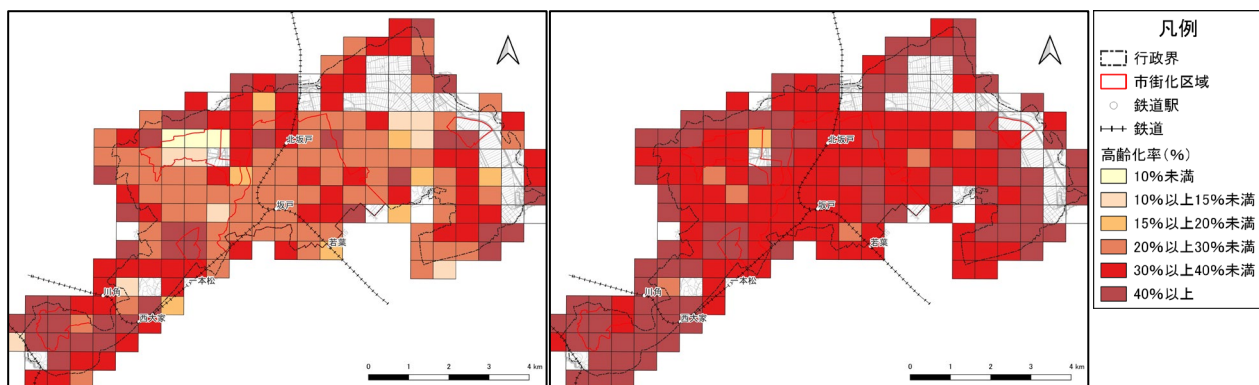 北坂戸
坂戸
若葉
一本松
川角
西大家
0 1 2 3 4 km
北坂戸
坂戸
若葉
一本松
川角
西大家
0 1 2 3 4 km
凡例
行政界
市街化区域
鉄道駅
鉄道
高齢化率(%)
10%未満
10%以上15%未満
15%以上20%未満
20%以上30%未満
30%以上40%未満
40%以上